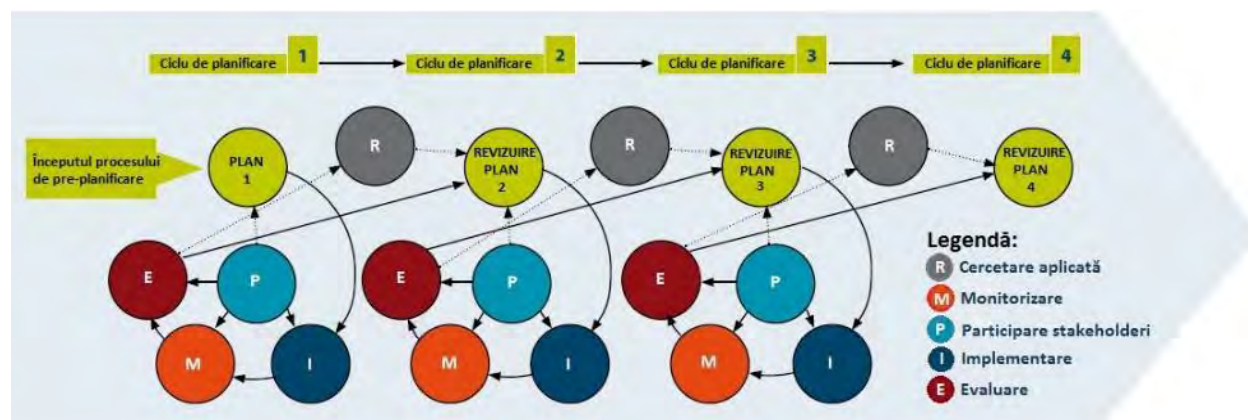 Ciclu de planificare 1
Ciclu de planificare 2
Ciclu de planificare 3
Ciclu de planificare 4
Începutul procesului
de pre-planificare
PLAN
1
R
REVIZUIRE
PLAN
2
R
REVIZUIRE
PLAN
3
R
REVIZUIRE
PLAN
4
E
P
M
I
E
P
M
I
E
P
M
I
Legendă:
R Cercetare aplicată
M Monitorizare
P Participare stakeholderi
I Implementare
E Evaluare